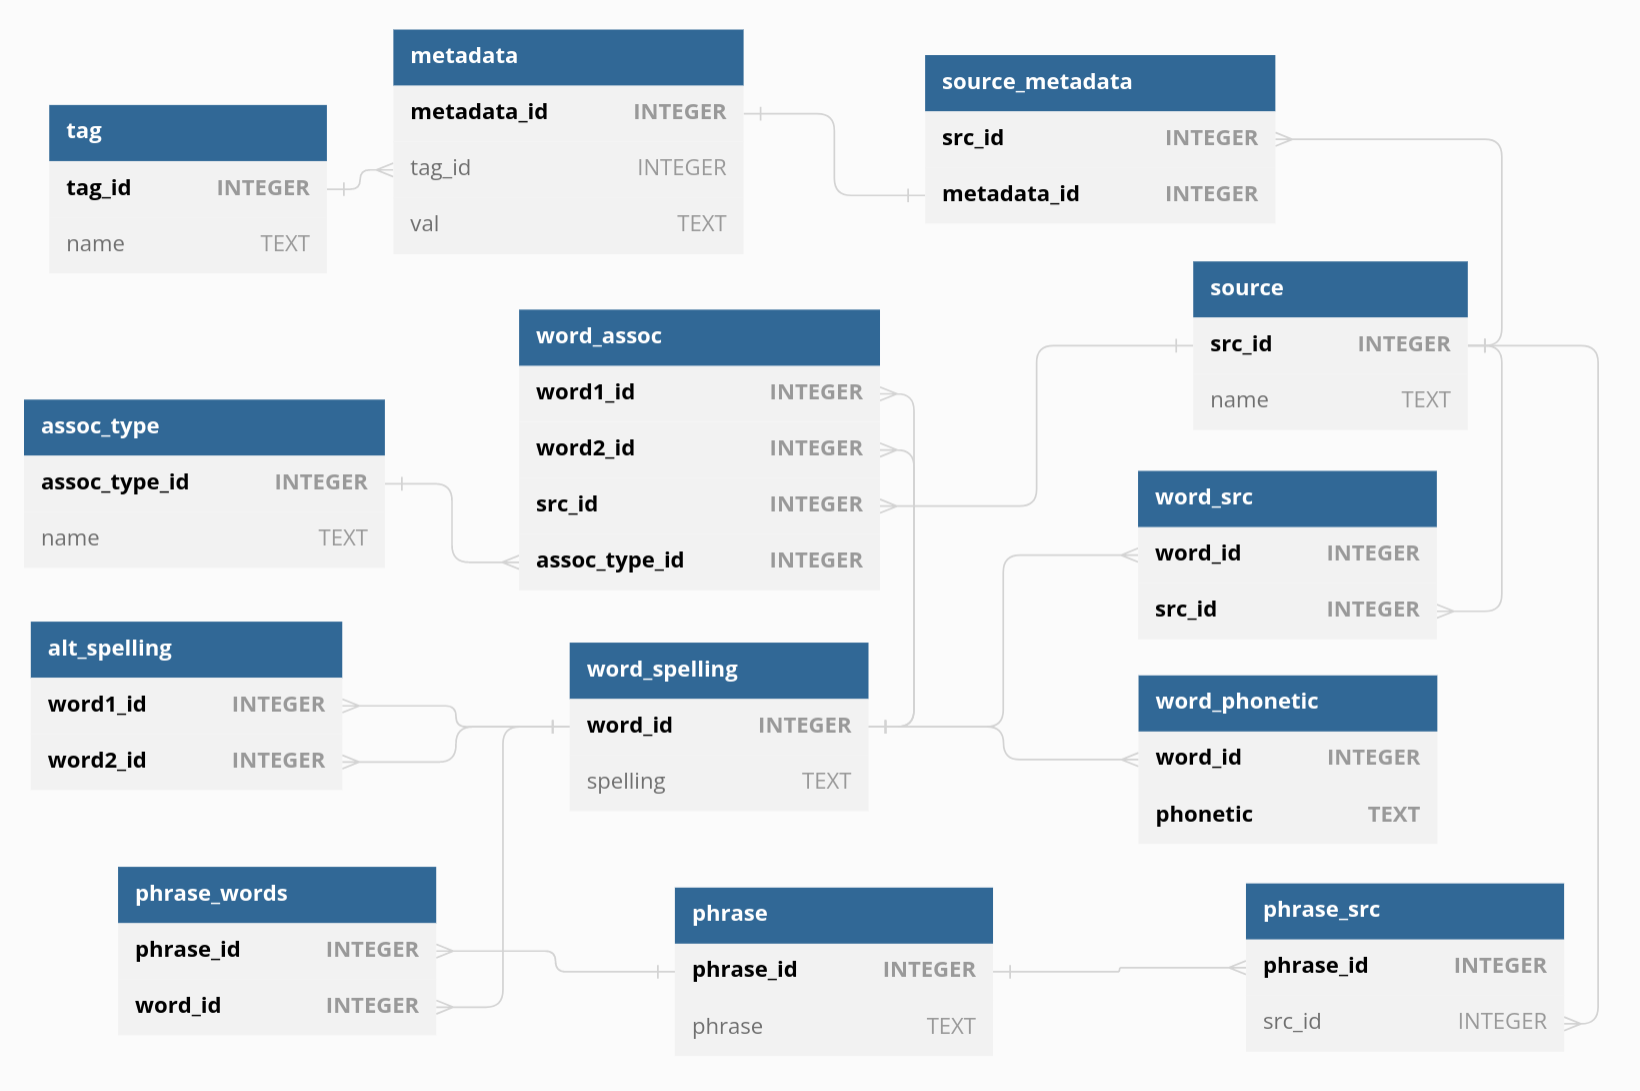 metadata
metadata_id INTEGER
tag_id INTEGER
val TEXT
source_metadata
src_id INTEGER
metadata_id INTEGER
tag
tag_id INTEGER
name TEXT
source
src_id INTEGER
name TEXT
word_assoc
word1_id INTEGER
word2_id INTEGER
src_id INTEGER
assoc_type_id INTEGER
assoc_type
assoc_type_id INTEGER
name TEXT
word_src
word_id INTEGER
src_id INTEGER
alt_spelling
word1_id INTEGER
word2_id INTEGER
word_spelling
word_id INTEGER
spelling TEXT
word_phonetic
word_id INTEGER
phonetic TEXT
phrase_words
phrase_id INTEGER
word_id INTEGER
phrase
phrase_id INTEGER
phrase TEXT
phrase_src
phrase_id INTEGER
src_id INTEGER